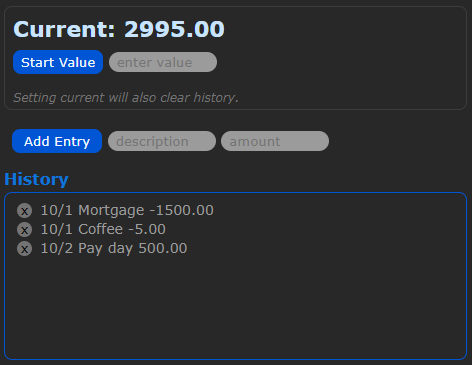 Current: 2995.00
Start Value enter value
Setting current will also clear history.
Add Entry description amount
History
x 10/1 Mortgage -1500.00
x 10/1 Coffee -5.00
x 10/2 Pay day 500.00